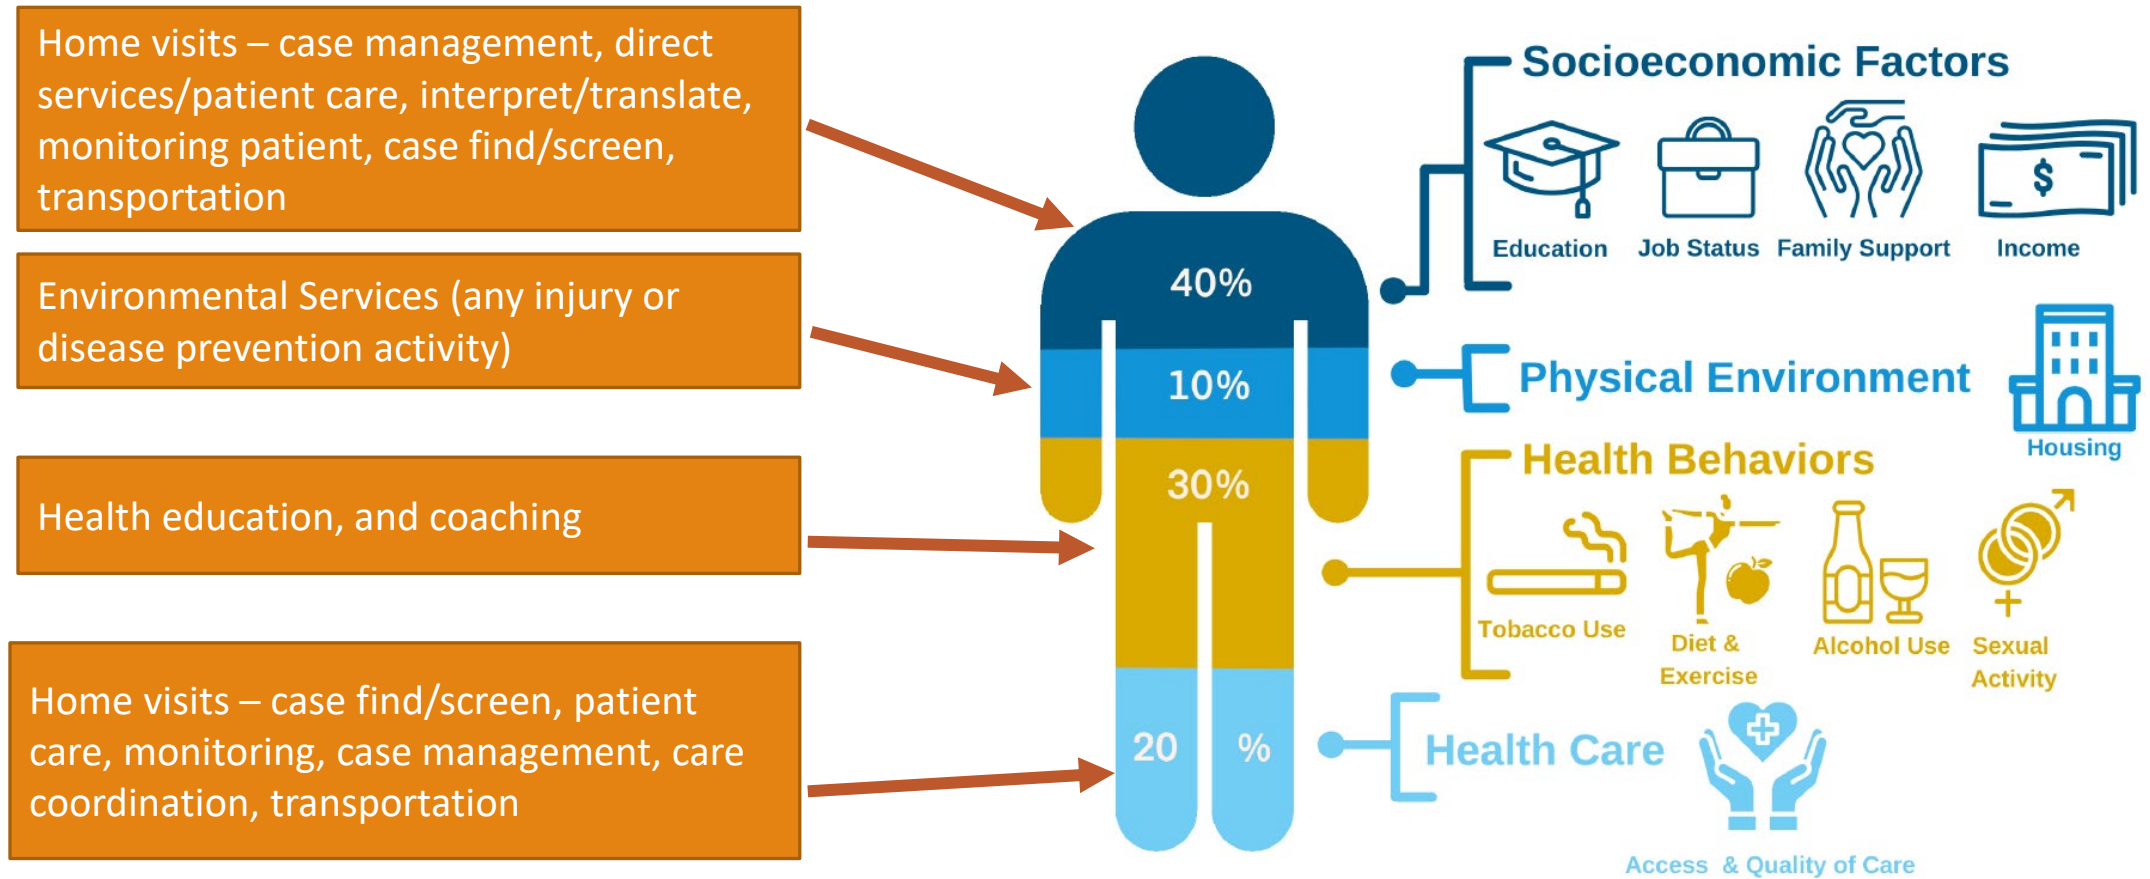 Home visits – case management, direct
services/patient care, interpret/translate,
monitoring patient, case find/screen,
transportation
Environmental Services (any injury or
disease prevention activity)
Health education, and coaching
Home visits – case find/screen, patient
care, monitoring, case management, care
coordination, transportation
40%
10%
30%
20 %
Socioeconomic Factors
$
Education Job Status Family Support Income
Physical Environment
Housing
Health Behaviors
Tobacco Use
Diet &
Exercise
Alcohol Use
Sexual
Activity
Health Care
Access & Quality of Care